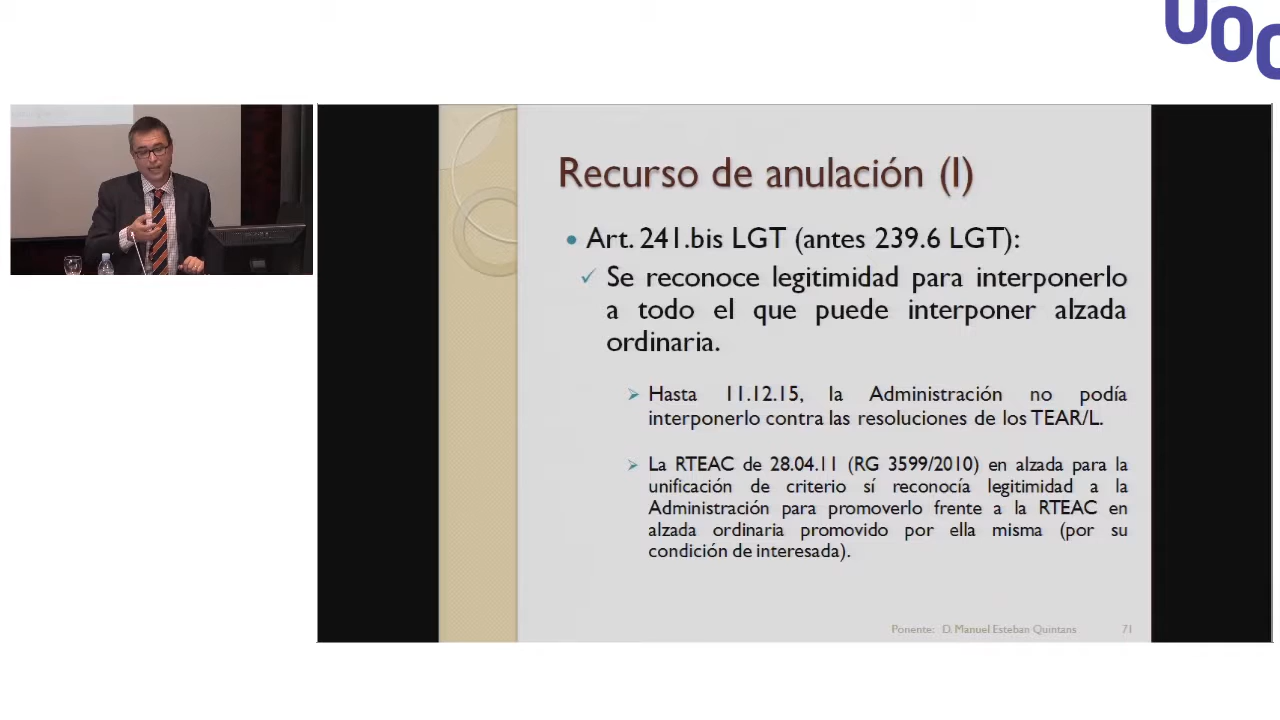 UOC
Recurso de anulación (I)
Art. 241.bis LGT (antes 239.6 LGT):
Se reconoce legitimidad para interponerlo
a todo el que puede interponer alzada
ordinaria.
Hasta 11.12.15, la Administración no podía
interponerlo contra las resoluciones de los TEAR/L.
La RTEAC de 28.04.11 (RG 3599/2010) en alzada para la
unificación de criterio sí reconocía legitimidad a la
Administración para promoverlo frente a la RTEAC en
alzada ordinaria promovido por ella misma (por su
condición de interesada).
Ponente: D. Manuel Esteban Quintans 71